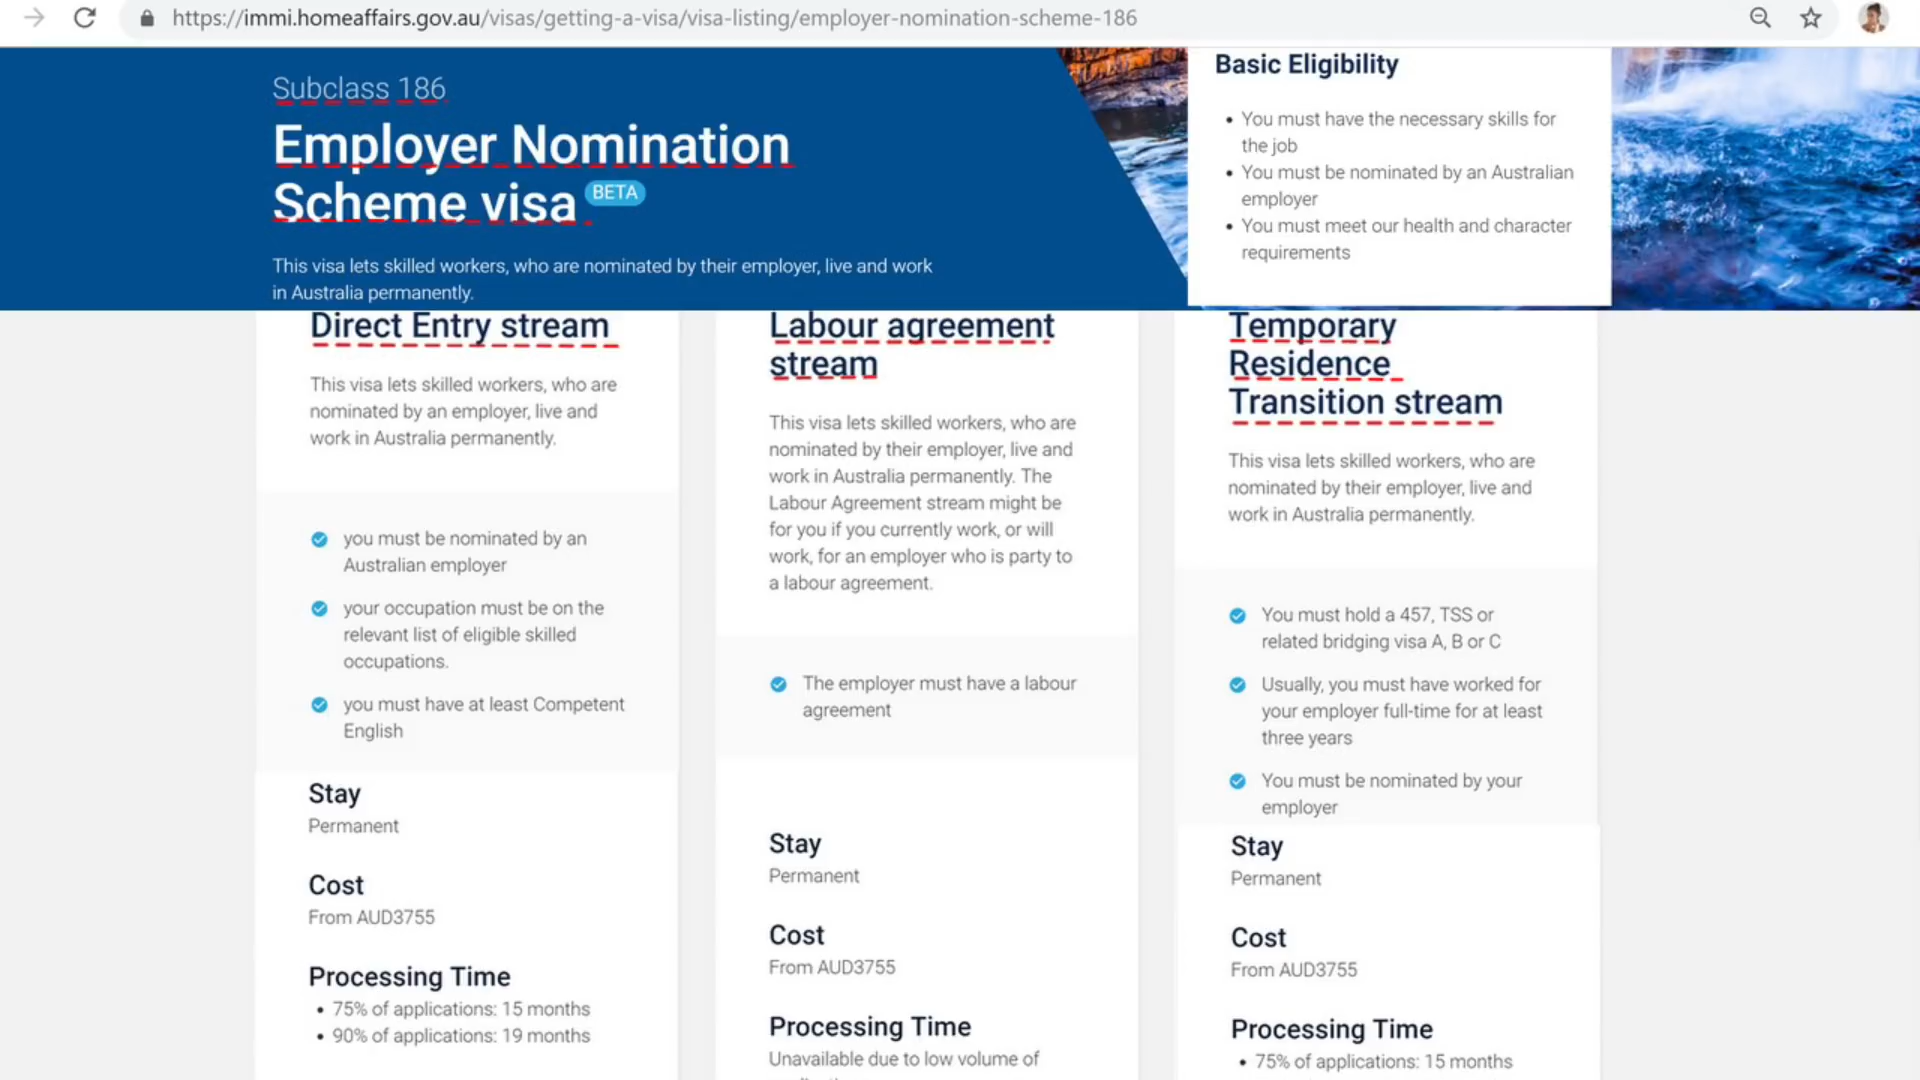 https://immi.homeaffairs.gov.au/visas/getting-a-visa/visa-listing/employer-nomination-scheme-186
Subclass 186
Employer Nomination
Scheme visa BETA
This visa lets skilled workers, who are nominated by their employer, live and work
in Australia permanently.
Basic Eligibility
• You must have the necessary skills for
the job
• You must be nominated by an Australian
employer
• You must meet our health and character
requirements
Direct Entry stream
This visa lets skilled workers, who are
nominated by an employer, live and
work in Australia permanently.
you must be nominated by an
Australian employer
your occupation must be on the
relevant list of eligible skilled
occupations.
you must have at least Competent
English
Stay
Permanent
Cost
From AUD3755
Processing Time
• 75% of applications: 15 months
• 90% of applications: 19 months
Labour agreement
stream
This visa lets skilled workers, who are
nominated by their employer, live and
work in Australia permanently. The
Labour Agreement stream might be
for you if you currently work, or will
work, for an employer who is party to
a labour agreement.
The employer must have a labour
agreement
Stay
Permanent
Cost
From AUD3755
Processing Time
Unavailable due to low volume of
Temporary
Residence
Transition stream
This visa lets skilled workers, who are
nominated by their employer, live and
work in Australia permanently.
You must hold a 457, TSS or
related bridging visa A, B or C
Usually, you must have worked for
your employer full-time for at least
three years
You must be nominated by your
employer
Stay
Permanent
Cost
From AUD3755
Processing Time
• 75% of applications: 15 months